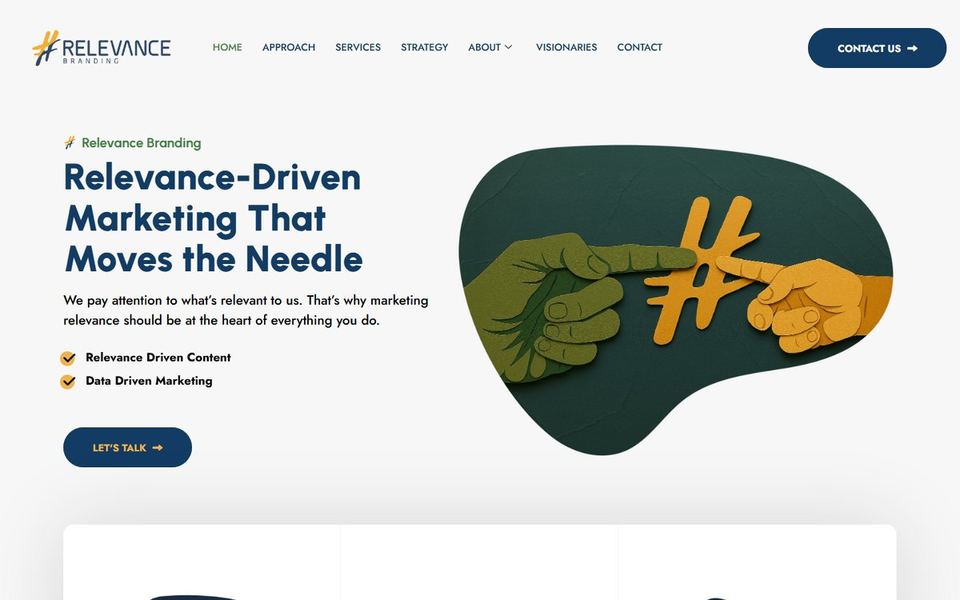 RELEVANCE
BRANDING
HOME APPROACH SERVICES STRATEGY ABOUT VISIONARIES CONTACT
CONTACT US
Relevance Branding
Relevance-Driven
Marketing That
Moves the Needle
We pay attention to what's relevant to us. That's why marketing
relevance should be at the heart of everything you do.
Relevance Driven Content
Data Driven Marketing
LET'S TALK
#